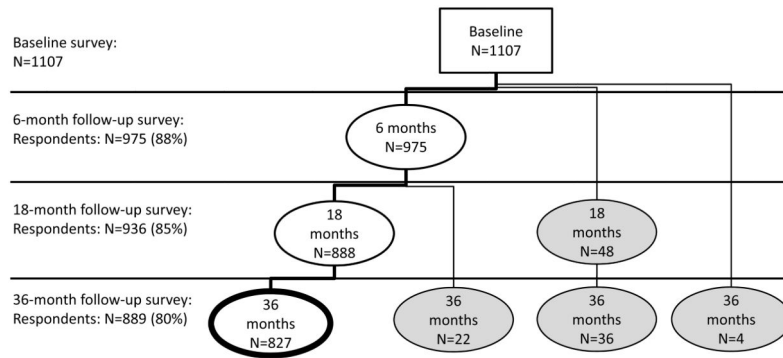 Baseline survey:
N=1107
Baseline
N=1107
6-month follow-up survey:
Respondents: N=975 (88%)
6 months
N=975
18-month follow-up survey:
Respondents: N=936 (85%)
18
months
N=888
18
months
N=48
36-month follow-up survey:
Respondents: N=889 (80%)
36
months
N=827
36
months
N=22
36
months
N=36
36
months
N=4